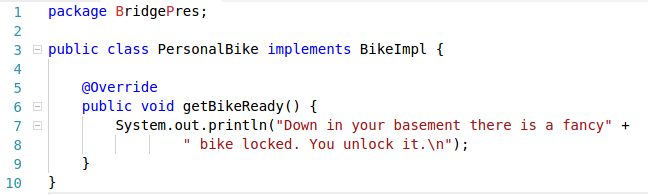 1 package BridgePres;
2
3 public class PersonalBike implements BikeImpl {
4
5 @Override
6 public void getBikeReady() {
7 System.out.println("Down in your basement there is a fancy" +
8 " bike locked. You unlock it.\n");
9 }
10 }